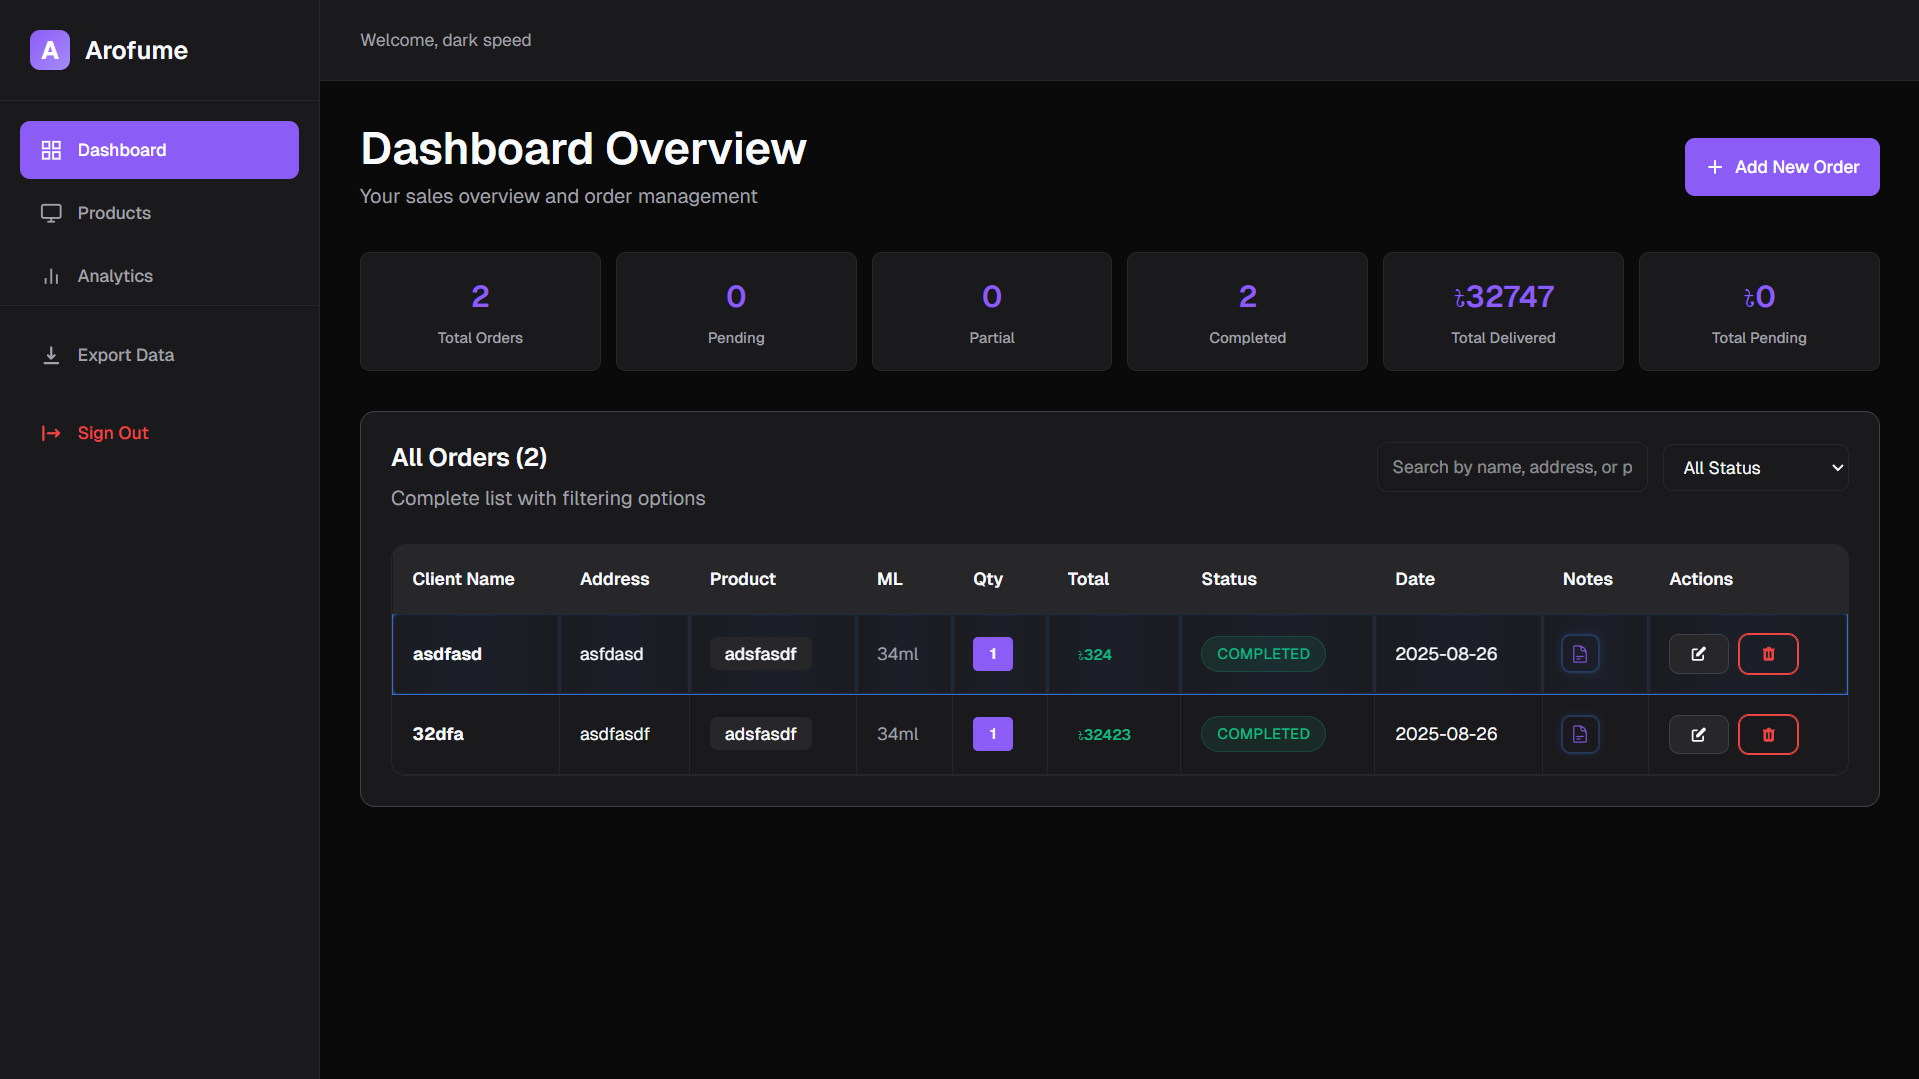 A Arofume
Welcome, dark speed
Dashboard
Products
Analytics
Export Data
Sign Out
Dashboard Overview
Your sales overview and order management
+ Add New Order
2
Total Orders
0
Pending
0
Partial
2
Completed
৳32747
Total Delivered
৳0
Total Pending
All Orders (2)
Complete list with filtering options
Search by name, address, or p
All Status
Client Name Address Product ML Qty Total Status Date Notes Actions
asdfasd asfdasd adsfasdf 34ml 1 ৳324 COMPLETED 2025-08-26
32dfa asdfasdf adsfasdf 34ml 1 ৳32423 COMPLETED 2025-08-26